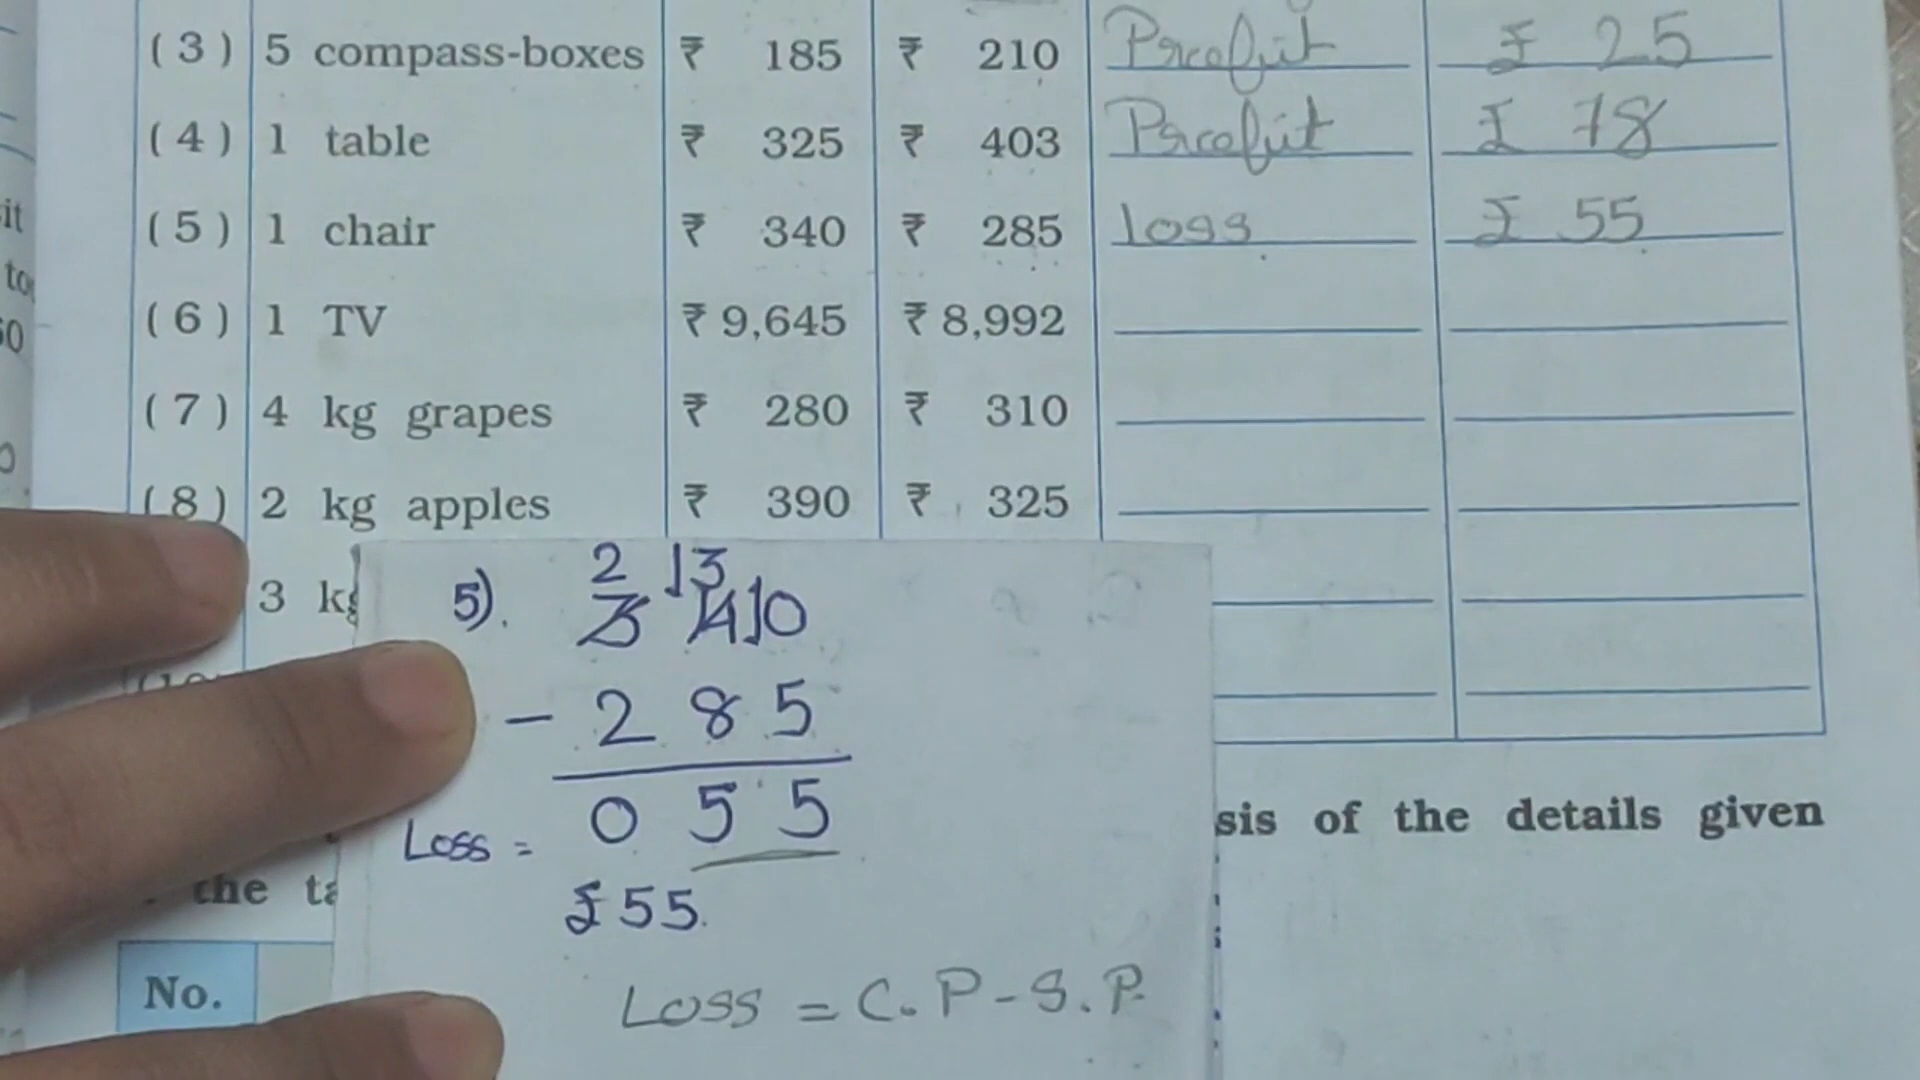 (3) 5 compass-boxes ₹ 185 ₹ 210 Profit ₹ 25
(4) 1 table ₹ 325 ₹ 403 Profit ₹ 78
(5) 1 chair ₹ 340 ₹ 285 loss ₹ 55
(6) 1 TV ₹ 9,645 ₹ 8,992
(7) 4 kg grapes ₹ 280 ₹ 310
(8) 2 kg apples ₹ 390 ₹ 325
3 kg
2 13
5). 3 14 10
- 2 8 5
0 5 5
Loss =
₹ 55.
Loss = C.P - S.P.
sis of the details given
the
No.
it